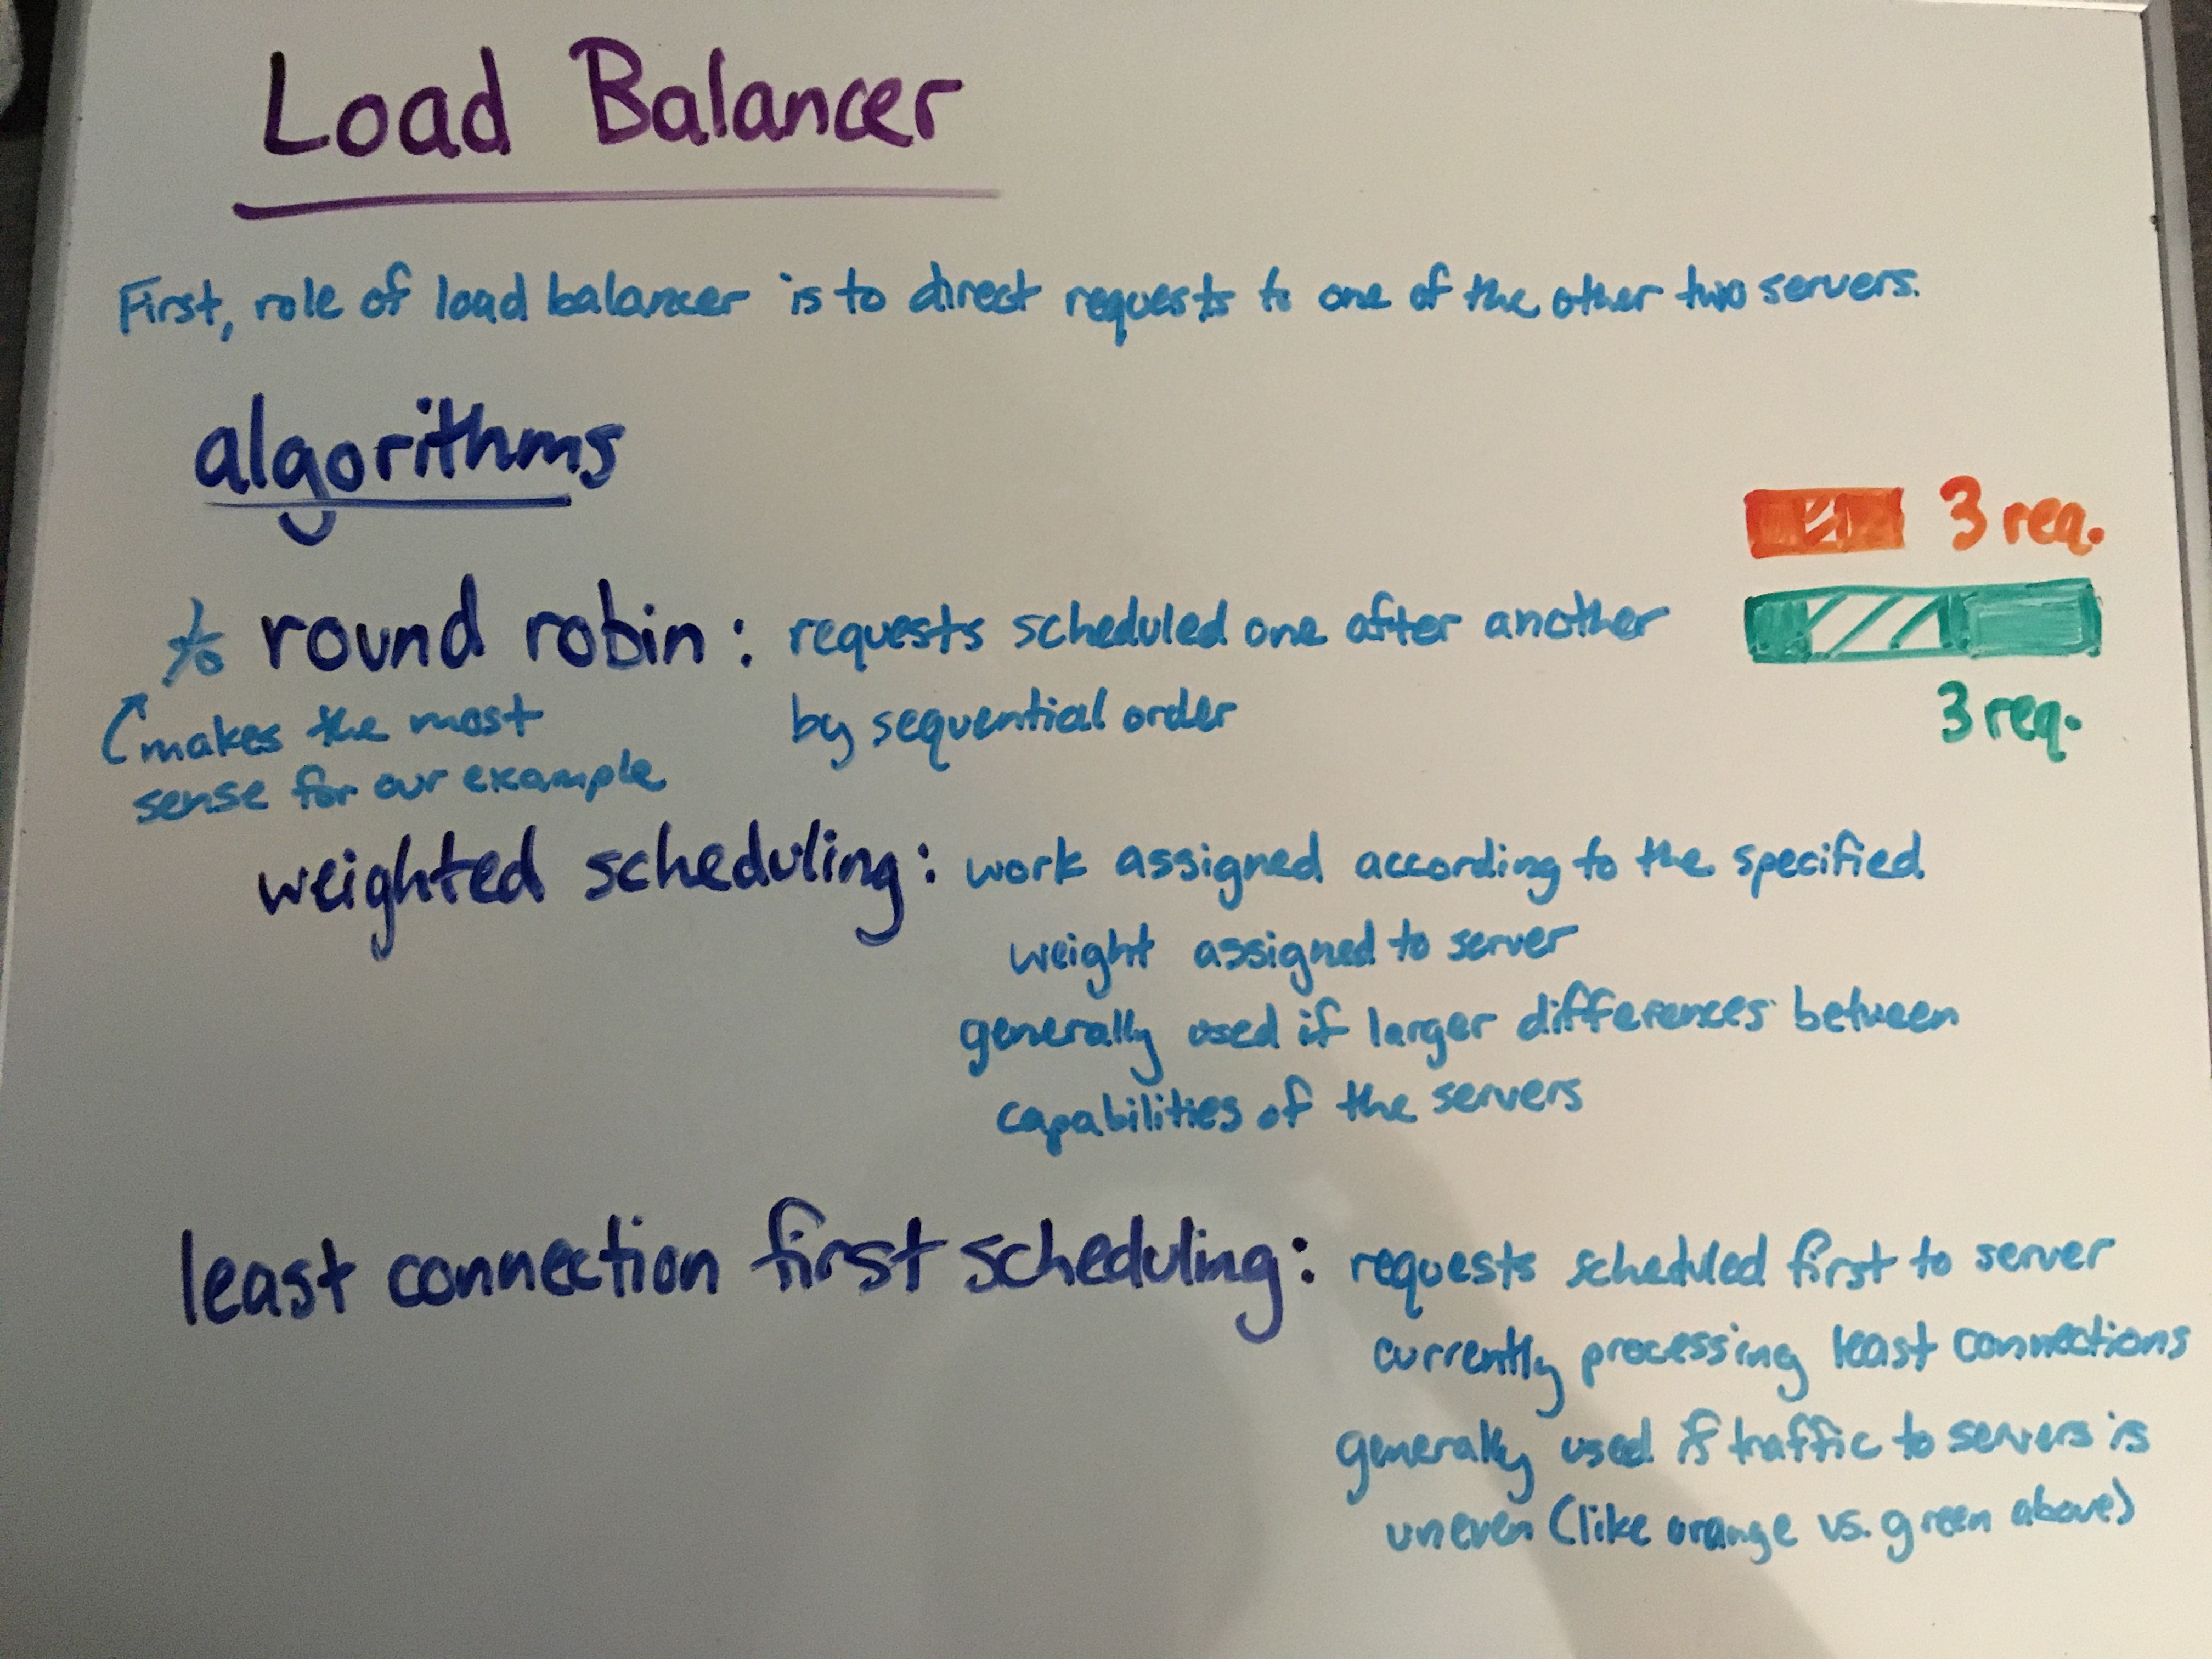 Load Balancer
First, role of load balancer is to direct requests to one of the other two servers.
algorithms
round robin: requests scheduled one after another
by sequential order
makes the most
sense for our example
3 req.
3 req.
weighted scheduling: work assigned according to the specified
weight assigned to server
generally used if larger differences between
capabilities of the servers
least connection first scheduling: requests scheduled first to server
currently processing least connections
generally used if traffic to servers is
uneven (like orange vs. green above)